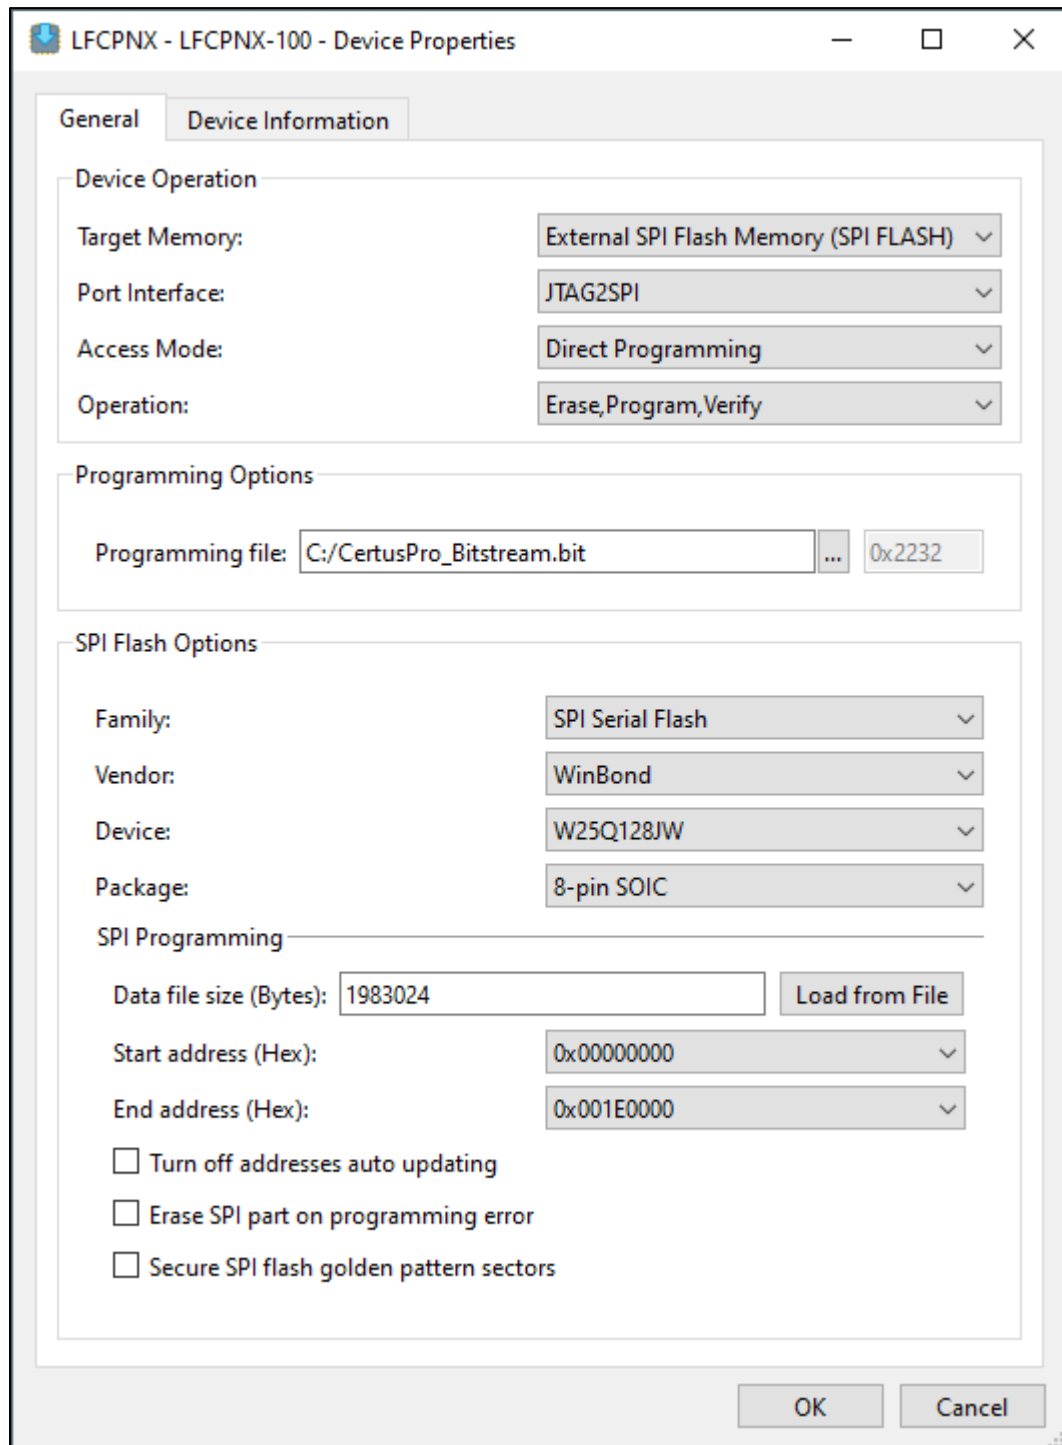 LFCPNX - LFCPNX-100 - Device Properties
General Device Information
Device Operation
Target Memory: External SPI Flash Memory (SPI FLASH)
Port Interface: JTAG2SPI
Access Mode: Direct Programming
Operation: Erase,Program,Verify
Programming Options
Programming file: C:/CertusPro_Bitstream.bit ... 0x2232
SPI Flash Options
Family: SPI Serial Flash
Vendor: WinBond
Device: W25Q128JW
Package: 8-pin SOIC
SPI Programming
Data file size (Bytes): 1983024 Load from File
Start address (Hex): 0x00000000
End address (Hex): 0x001E0000
Turn off addresses auto updating
Erase SPI part on programming error
Secure SPI flash golden pattern sectors
OK Cancel